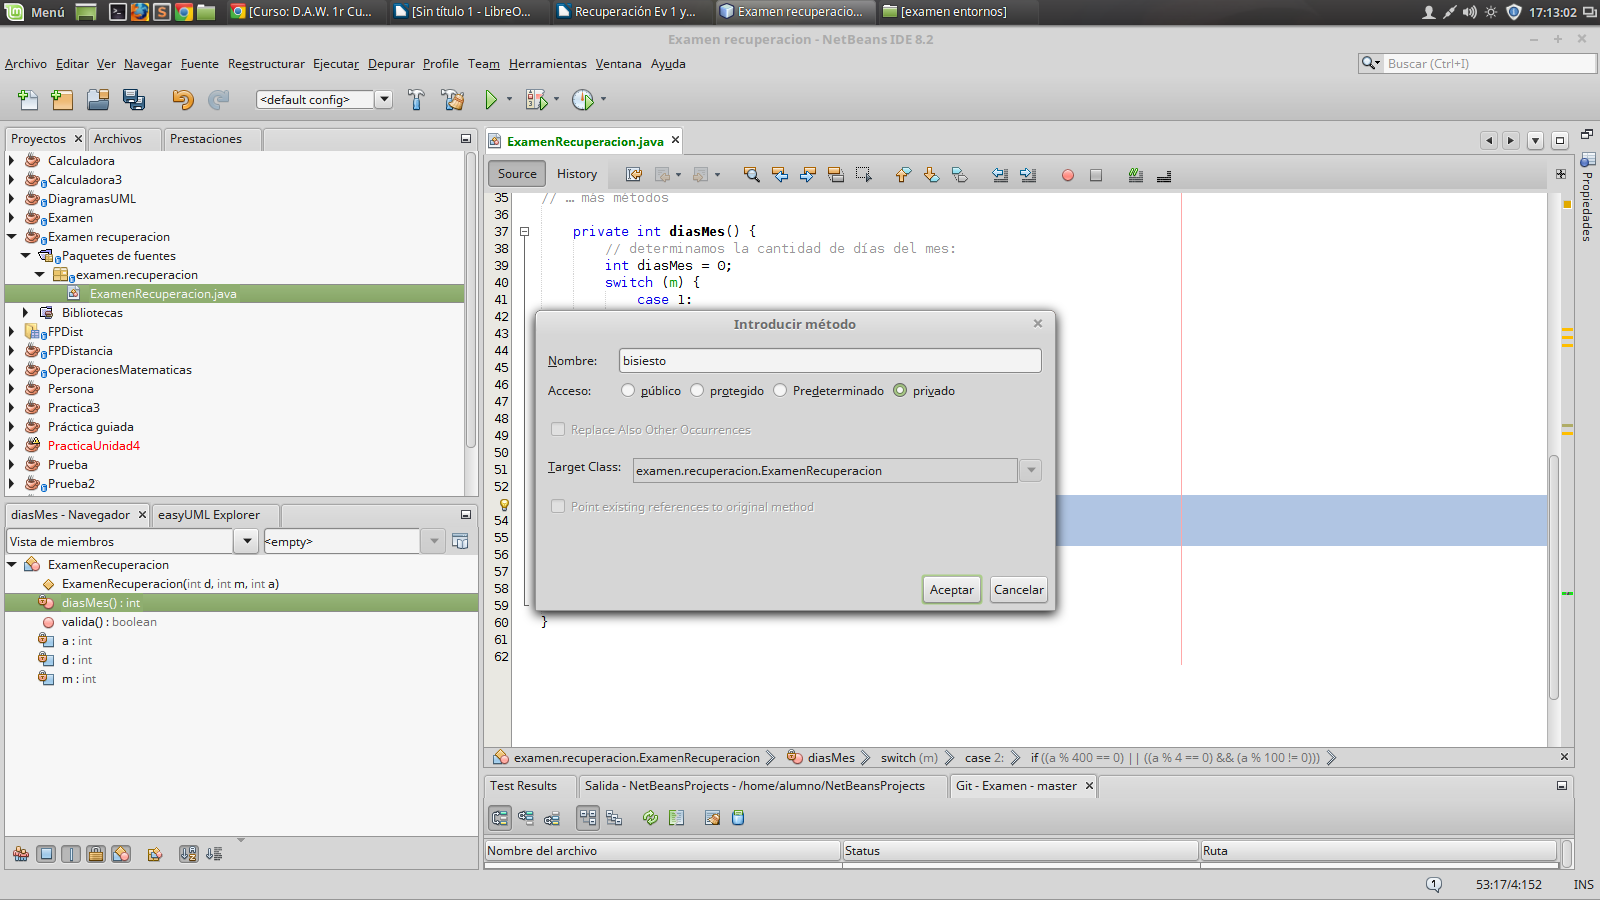 Menú
[Curso: D.A.W. 1r Cu...
[Sin título 1 - LibreO...
Recuperación Ev 1 y...
Examen recuperacio...
[examen entornos]
17:13:02
Examen recuperacion - NetBeans IDE 8.2
Archivo Editar Ver Navegar Fuente Reestructurar Ejecutar Depurar Profile Team Herramientas Ventana Ayuda
Buscar (Ctrl+I)
<default config>
Proyectos
Archivos
Prestaciones
Calculadora
Calculadora3
DiagramasUML
Examen
Examen recuperacion
Paquetes de fuentes
examen.recuperacion
ExamenRecuperacion.java
Bibliotecas
FPDist
FPDistancia
OperacionesMatematicas
Persona
Practica3
Práctica guiada
PracticaUnidad4
Prueba
Prueba2
diasMes - Navegador
easyUML Explorer
Vista de miembros
<empty>
ExamenRecuperacion
ExamenRecuperacion(int d, int m, int a)
diasMes() : int
valida() : boolean
a : int
d : int
m : int
ExamenRecuperacion.java
Source
History
Propiedades
35 // … más métodos
36
37 private int diasMes() {
38 // determinamos la cantidad de días del mes:
39 int diasMes = 0;
40 switch (m) {
41 case 1:
42
43
44
45
46
47
48
49
50
51
52
54
55
56
57
58
59
60 }
61
62
Introducir método
Nombre: bisiesto
Acceso: público protegido Predeterminado privado
Replace Also Other Occurrences
Target Class: examen.recuperacion.ExamenRecuperacion
Point existing references to original method
Aceptar
Cancelar
examen.recuperacion.ExamenRecuperacion diasMes switch (m) case 2: if ((a % 400 == 0) || ((a % 4 == 0) && (a % 100 != 0)))
Test Results
Salida - NetBeansProjects - /home/alumno/NetBeansProjects
Git - Examen - master
Nombre del archivo
Status
Ruta
1
53:17/4:152
INS